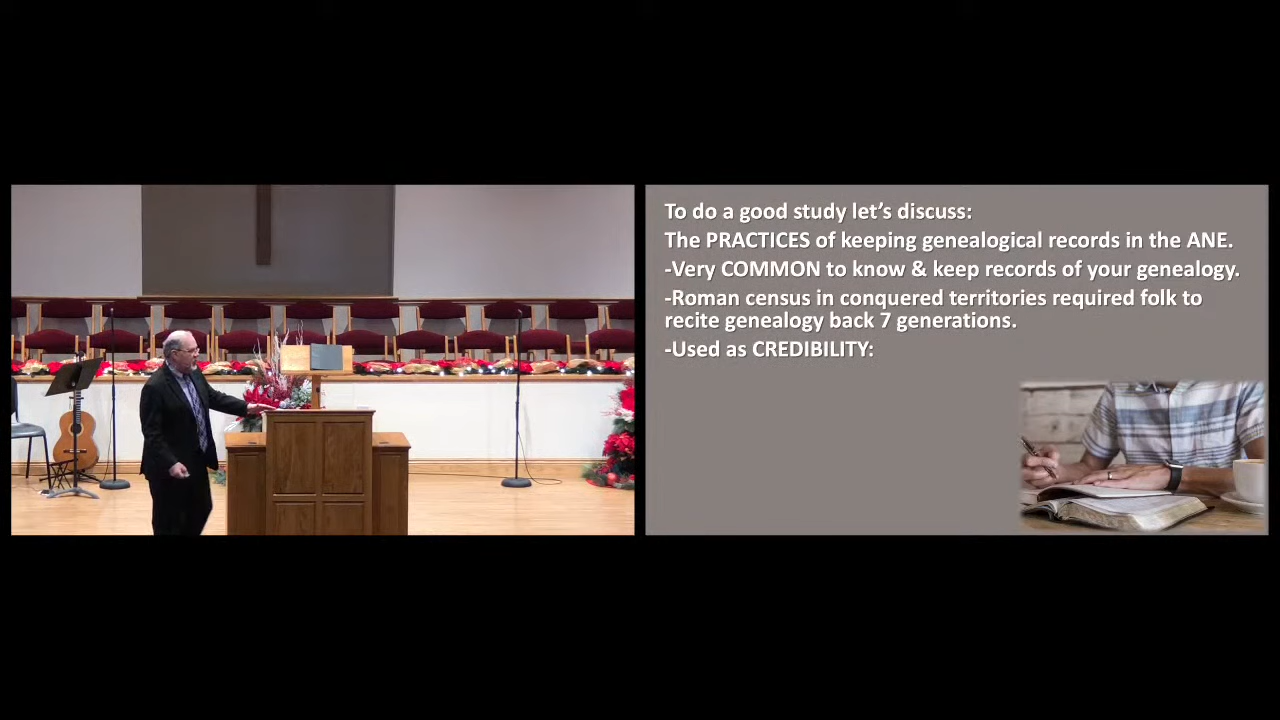 To do a good study let’s discuss:
The PRACTICES of keeping genealogical records in the ANE.
-Very COMMON to know & keep records of your genealogy.
-Roman census in conquered territories required folk to
recite genealogy back 7 generations.
-Used as CREDIBILITY: